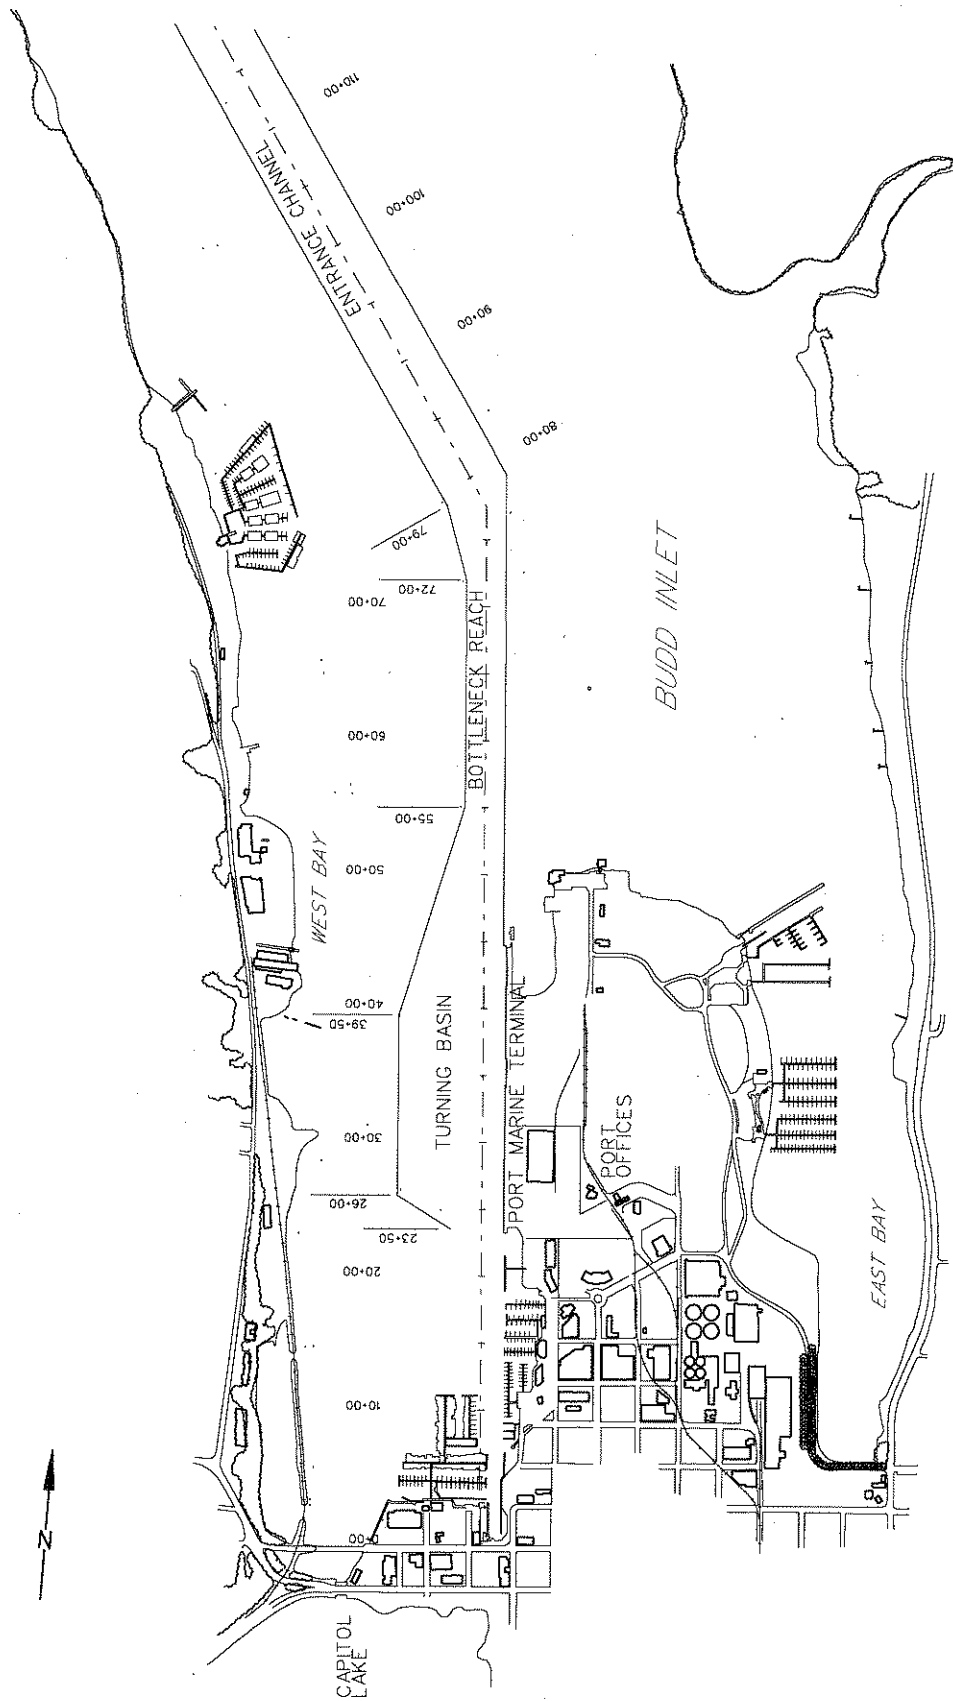 110+00
ENTRANCE CHANNEL
100+00
90+00
80+00
79+00
72+00
70+00
BOTTLENECK REACH
BUDD INLET
60+00
55+00
50+00
WEST BAY
40+00
39+50
TURNING BASIN
PORT MARINE TERMINAL
30+00
PORT
OFFICES
26+00
23+50
20+00
EAST BAY
10+00
N
0+00
CAPITOL
LAKE